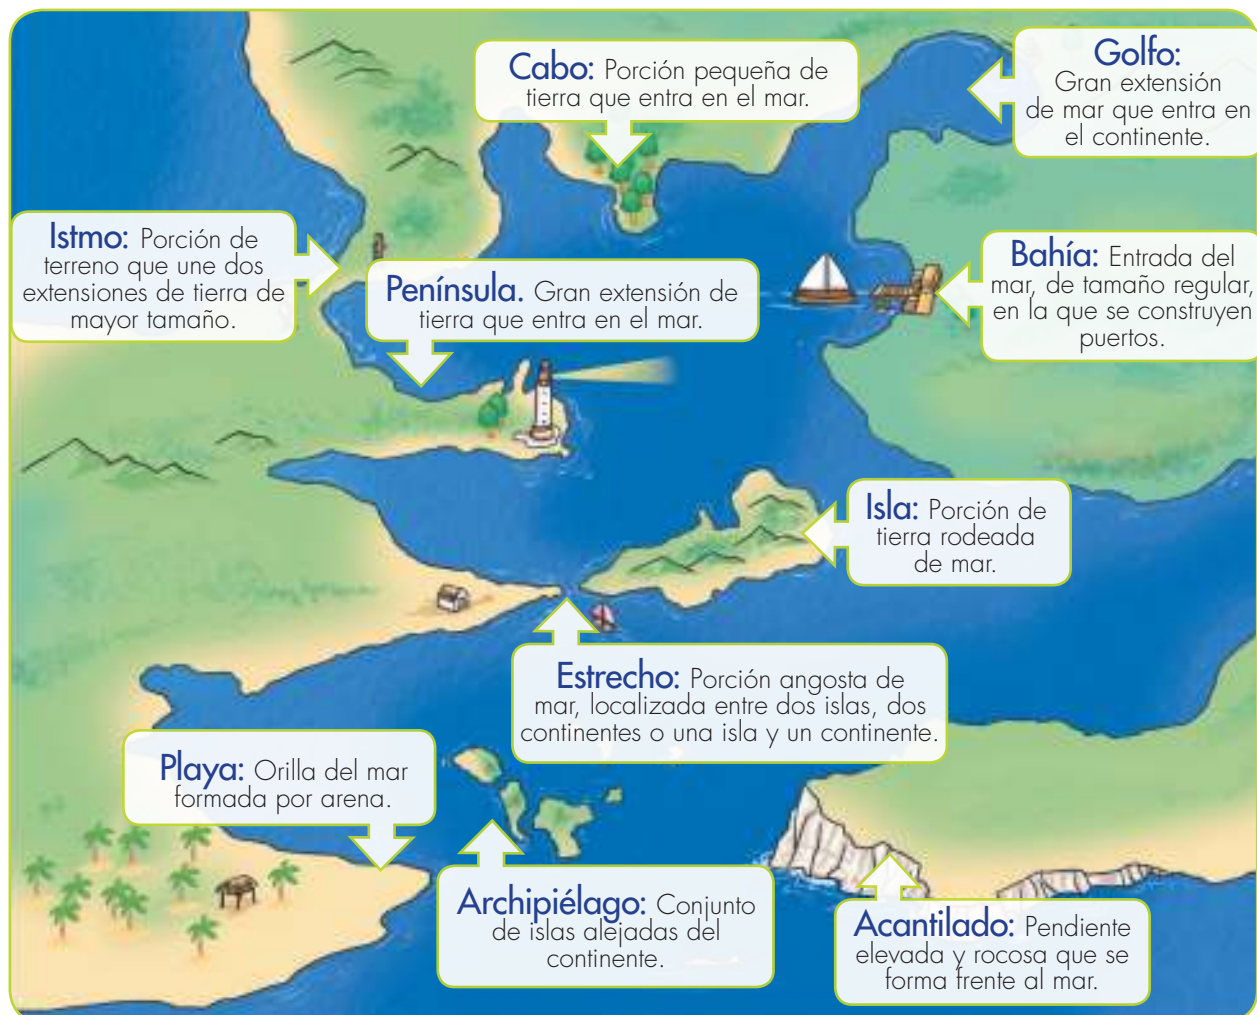 Cabo: Porción pequeña de
tierra que entra en el mar.
Golfo:
Gran extensión
de mar que entra en
el continente.
Istmo: Porción de
terreno que une dos
extensiones de tierra de
mayor tamaño.
Península. Gran extensión de
tierra que entra en el mar.
Bahía: Entrada del
mar, de tamaño regular,
en la que se construyen
puertos.
Isla: Porción de
tierra rodeada
de mar.
Estrecho: Porción angosta de
mar, localizada entre dos islas, dos
continentes o una isla y un continente.
Playa: Orilla del mar
formada por arena.
Archipiélago: Conjunto
de islas alejadas del
continente.
Acantilado: Pendiente
elevada y rocosa que se
forma frente al mar.